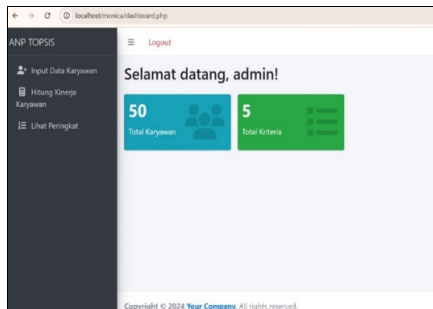 localhost/monica/dashboard.php
ANP TOPSIS
Logout
Input Data Karyawan
Hitung Kinerja
Karyawan
Lihat Peringkat
Selamat datang, admin!
50
Total Karyawan
5
Total Kriteria
Copyright © 2024 Your Company. All rights reserved.